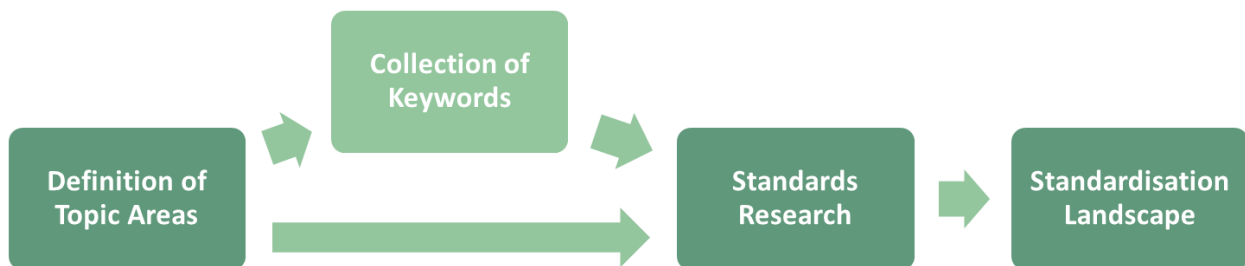 Collection of
Keywords
Definition of
Topic Areas
Standards
Research
Standardisation
Landscape